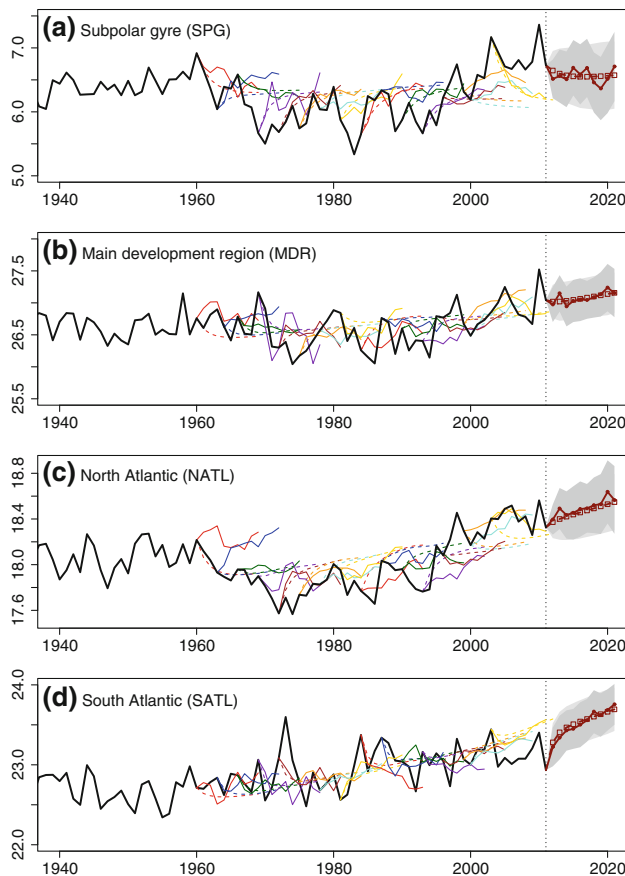 (a) Subpolar gyre (SPG)
7.0
6.0
5.0
1940 1960 1980 2000 2020
(b) Main development region (MDR)
27.5
26.5
25.5
1940 1960 1980 2000 2020
(c) North Atlantic (NATL)
18.8
18.4
18.0
17.6
1940 1960 1980 2000 2020
(d) South Atlantic (SATL)
24.0
23.0
22.0
1940 1960 1980 2000 2020